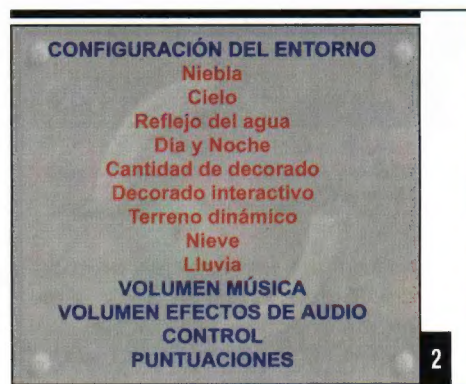 CONFIGURACIÓN DEL ENTORNO
Niebla
Cielo
Reflejo del agua
Dia y Noche
Cantidad de decorado
Decorado interactivo
Terreno dinámico
Nieve
Lluvia
VOLUMEN MÚSICA
VOLUMEN EFECTOS DE AUDIO
CONTROL
PUNTUACIONES
2